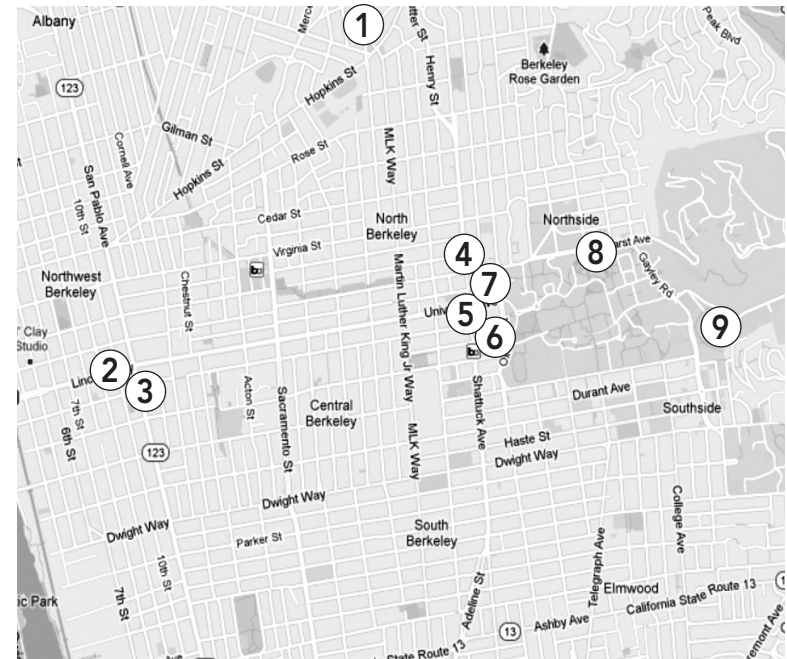 Albany
1
Peak Blvd
Berkeley
Rose Garden
Henry St
Hopkins St
123
Gilman St
Rose St
MLK Way
Cornell Ave
San Pablo Ave
10th St
Hopkins St
Cedar St
North
Berkeley
Northside
Virginia St
4
8
Gayley Rd
Northwest
Berkeley
Chestnut St
Martin Luther King Jr Way
7
5
6
9
Clay
Studio
2
3
7th St
6th St
Acton St
Sacramento St
Central
Berkeley
MLK Way
Shattuck Ave
Durant Ave
Southside
Haste St
Dwight Way
123
Dwight Way
Dwight Way
Parker St
South
Berkeley
College Ave
Telegraph Ave
10th St
7th St
Elmwood
California State Route 13
Adeline St
13
Ashby Ave
State Route 13